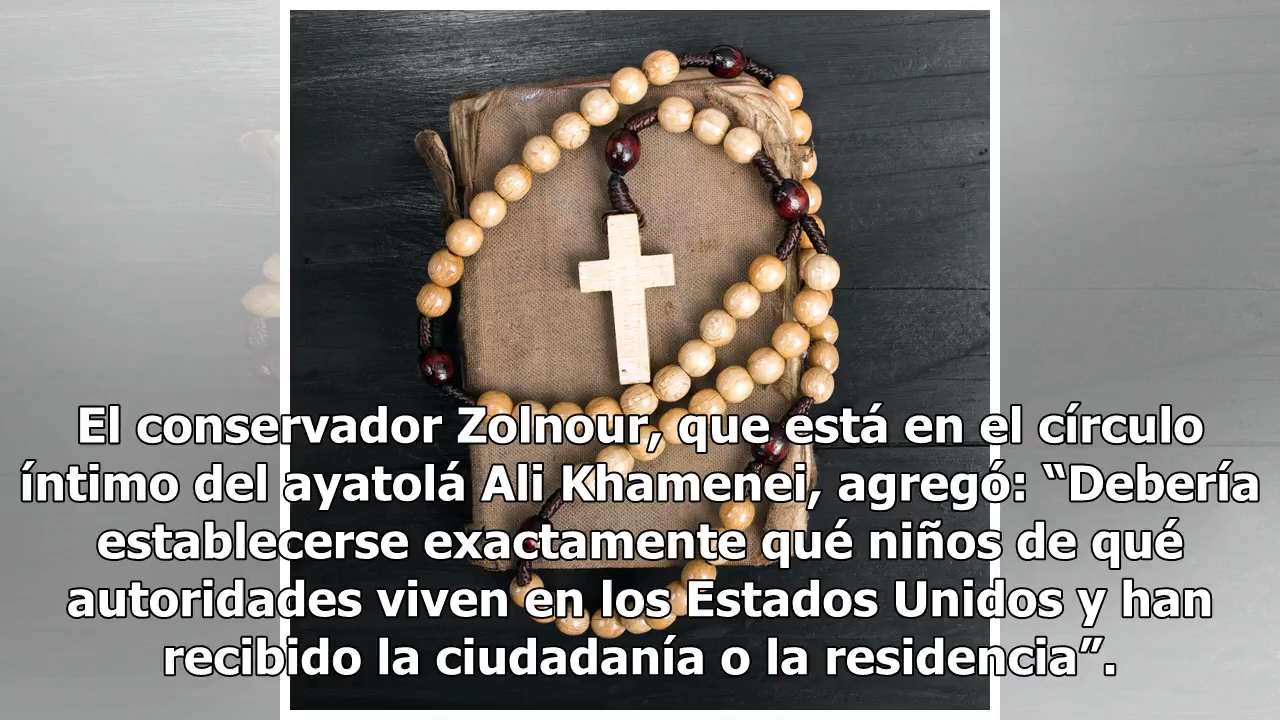 El conservador Zolnour, que está en el círculo
íntimo del ayatolá Ali Khamenei, agregó: “Debería
establecerse exactamente qué niños de qué
autoridades viven en los Estados Unidos y han
recibido la ciudadanía o la residencia”.